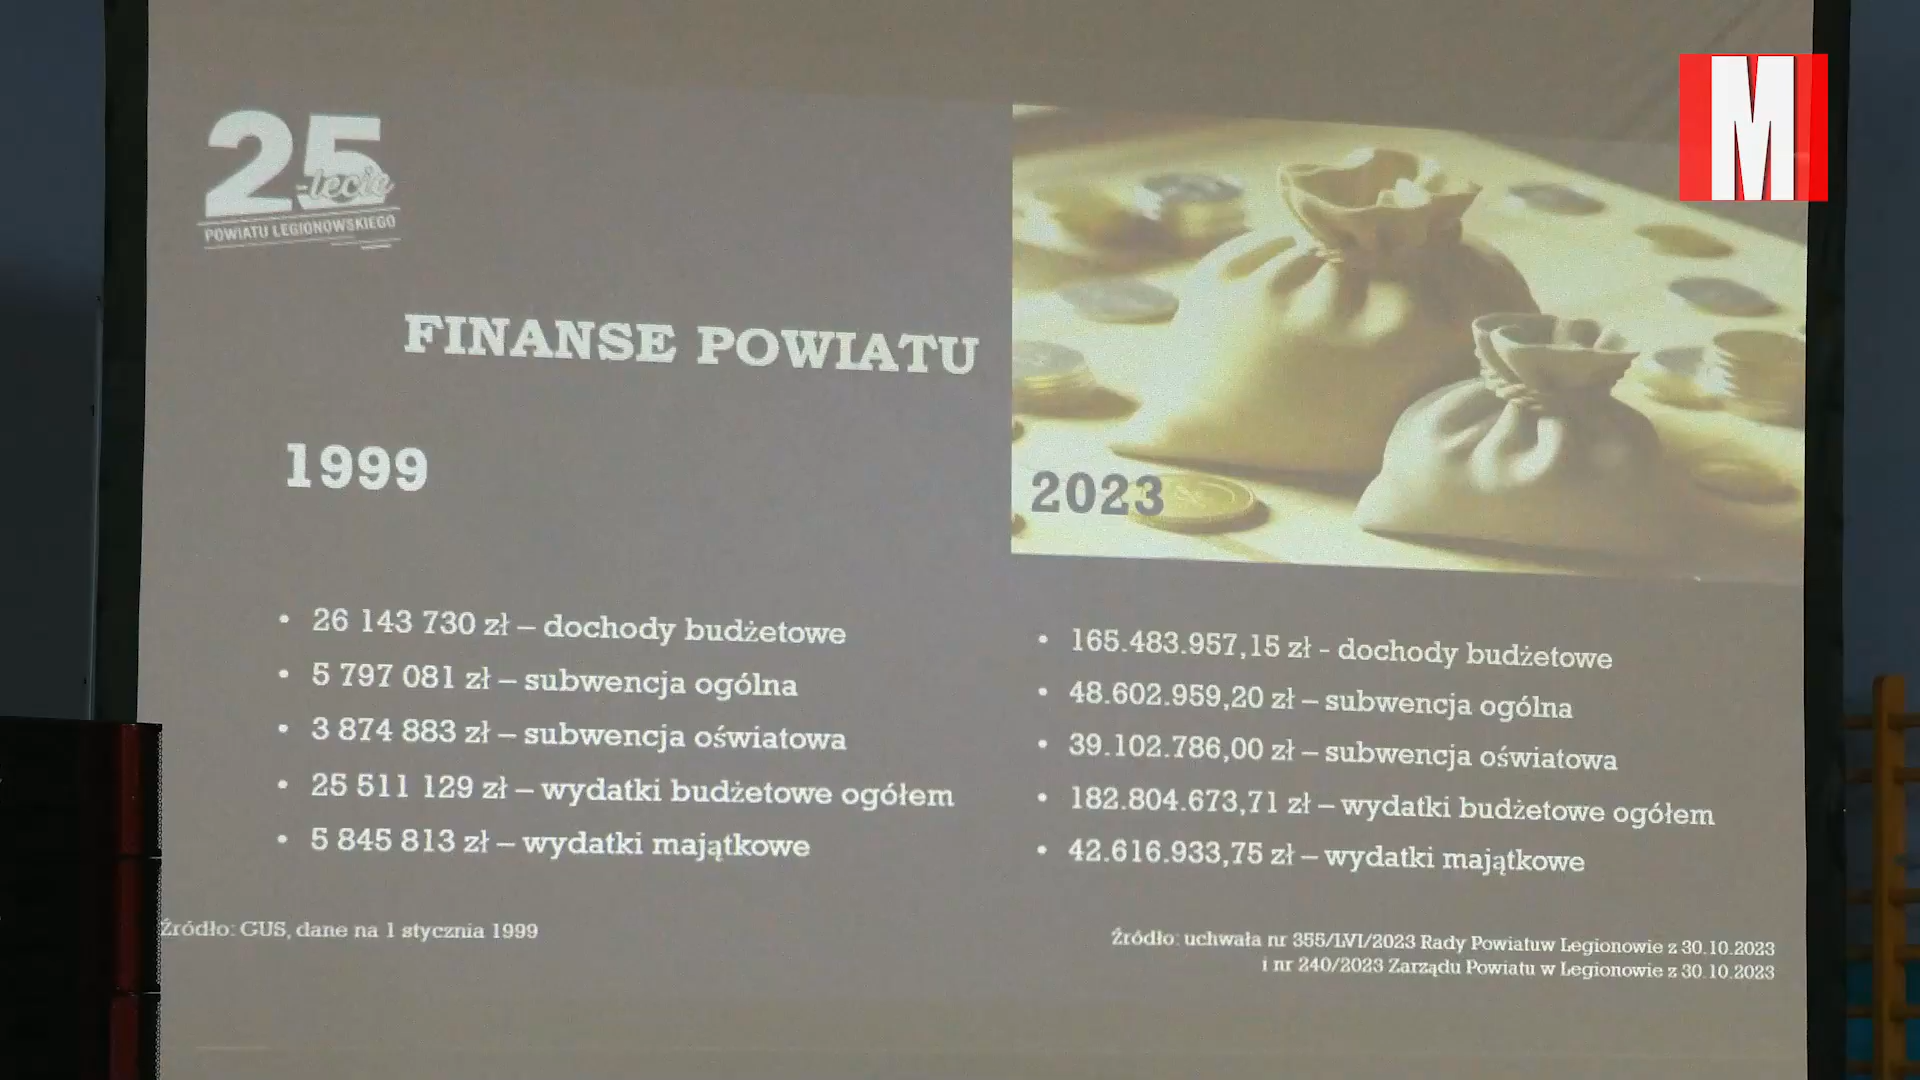 M
25
-lecie
POWIATU LEGIONOWSKIEGO
FINANSE POWIATU
1999
• 26 143 730 zł – dochody budżetowe
• 5 797 081 zł – subwencja ogólna
• 3 874 883 zł – subwencja oświatowa
• 25 511 129 zł – wydatki budżetowe ogółem
• 5 845 813 zł – wydatki majątkowe
Źródło: GUS, dane na 1 stycznia 1999
2023
• 165.483.957,15 zł - dochody budżetowe
• 48.602.959,20 zł – subwencja ogólna
• 39.102.786,00 zł – subwencja oświatowa
• 182.804.673,71 zł – wydatki budżetowe ogółem
• 42.616.933,75 zł – wydatki majątkowe
Źródło: uchwała nr 355/LVI/2023 Rady Powiatuw Legionowie z 30.10.2023
i nr 240/2023 Zarządu Powiatu w Legionowie z 30.10.2023